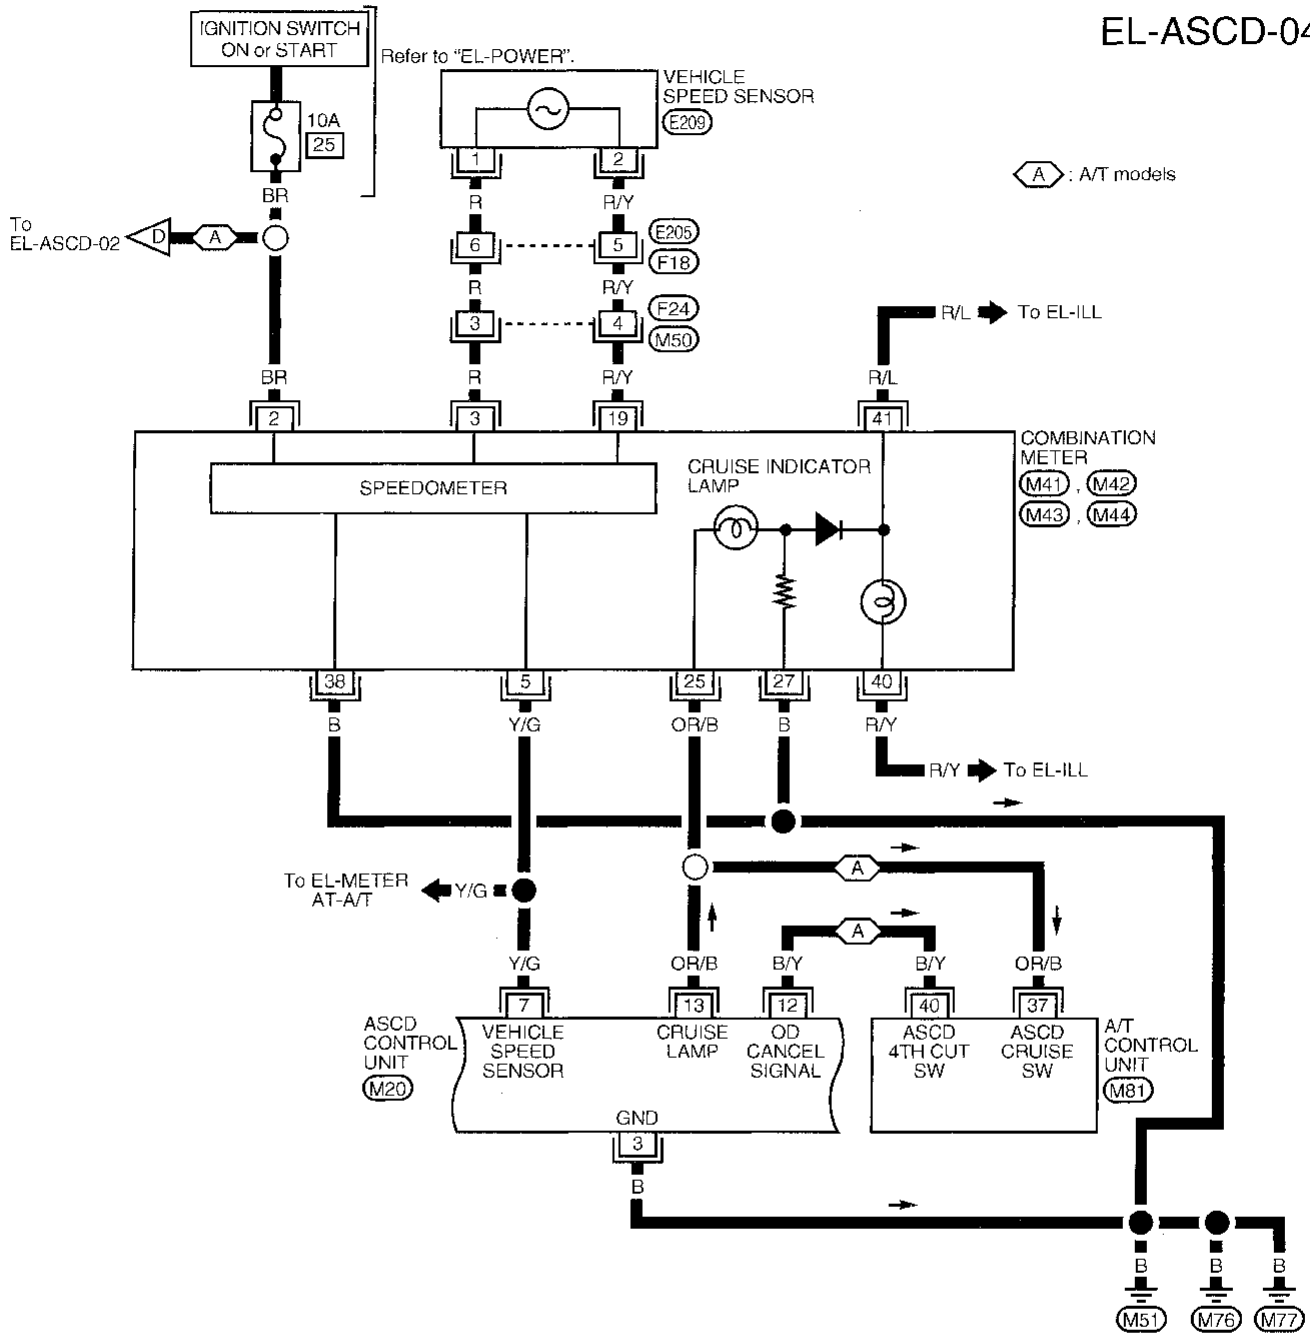 EL-ASCD-04
IGNITION SWITCH
ON or START
Refer to "EL-POWER".
10A
25
BR
To
EL-ASCD-02
D
A
BR
2
VEHICLE
SPEED SENSOR
E209
1
2
R
R/Y
6
5
E205
F18
R
R/Y
3
4
F24
M50
R
R/Y
3
19
A : A/T models
R/L
To EL-ILL
R/L
41
COMBINATION
METER
M41 , M42
M43 , M44
SPEEDOMETER
CRUISE INDICATOR
LAMP
38
5
25
27
40
B
Y/G
OR/B
B
R/Y
R/Y
To EL-ILL
To EL-METER
AT-A/T
Y/G
A
A
Y/G
OR/B
B/Y
B/Y
OR/B
7
13
12
40
37
ASCD
CONTROL
UNIT
M20
VEHICLE
SPEED
SENSOR
CRUISE
LAMP
OD
CANCEL
SIGNAL
ASCD
4TH CUT
SW
ASCD
CRUISE
SW
A/T
CONTROL
UNIT
M81
GND
3
B
B
B
B
M51
M76
M77